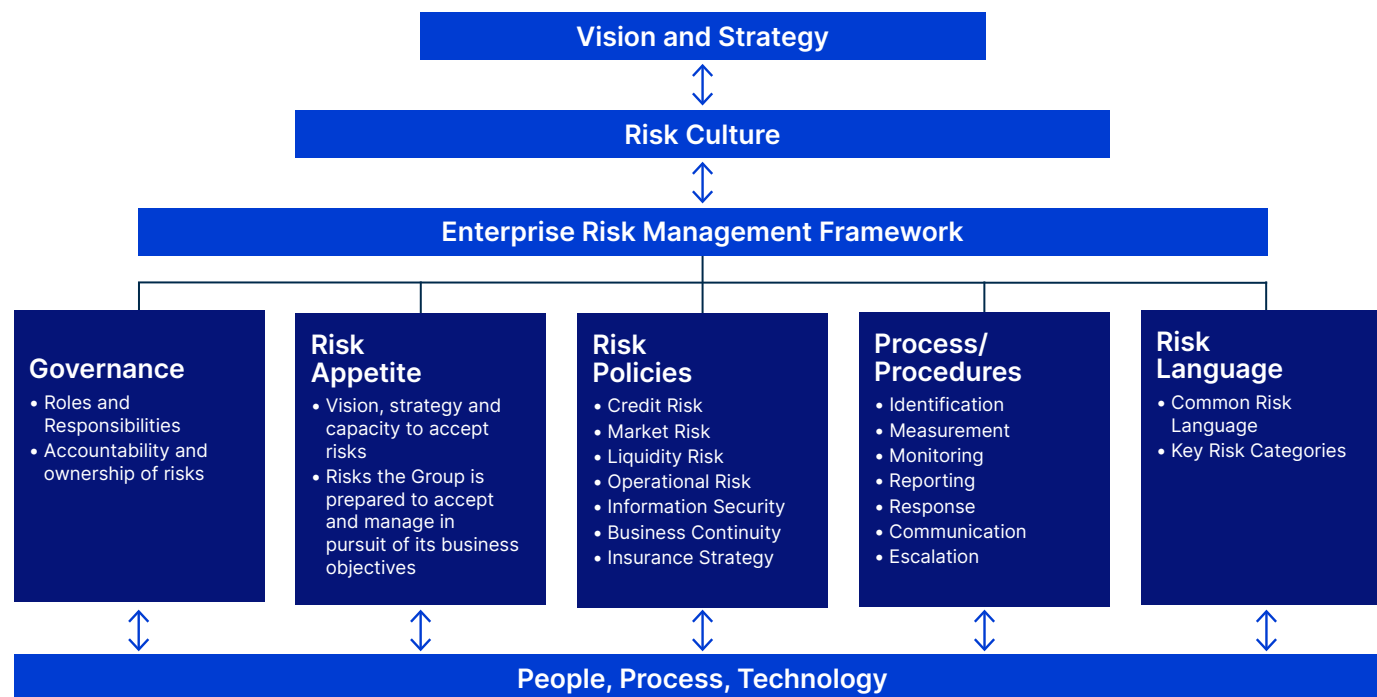 Vision and Strategy
Risk Culture
Enterprise Risk Management Framework
Governance
• Roles and
Responsibilities
• Accountability and
ownership of risks
Risk
Appetite
• Vision, strategy and
capacity to accept
risks
• Risks the Group is
prepared to accept
and manage in
pursuit of its business
objectives
Risk
Policies
• Credit Risk
• Market Risk
• Liquidity Risk
• Operational Risk
• Information Security
• Business Continuity
• Insurance Strategy
Process/
Procedures
• Identification
• Measurement
• Monitoring
• Reporting
• Response
• Communication
• Escalation
Risk
Language
• Common Risk
Language
• Key Risk Categories
People, Process, Technology